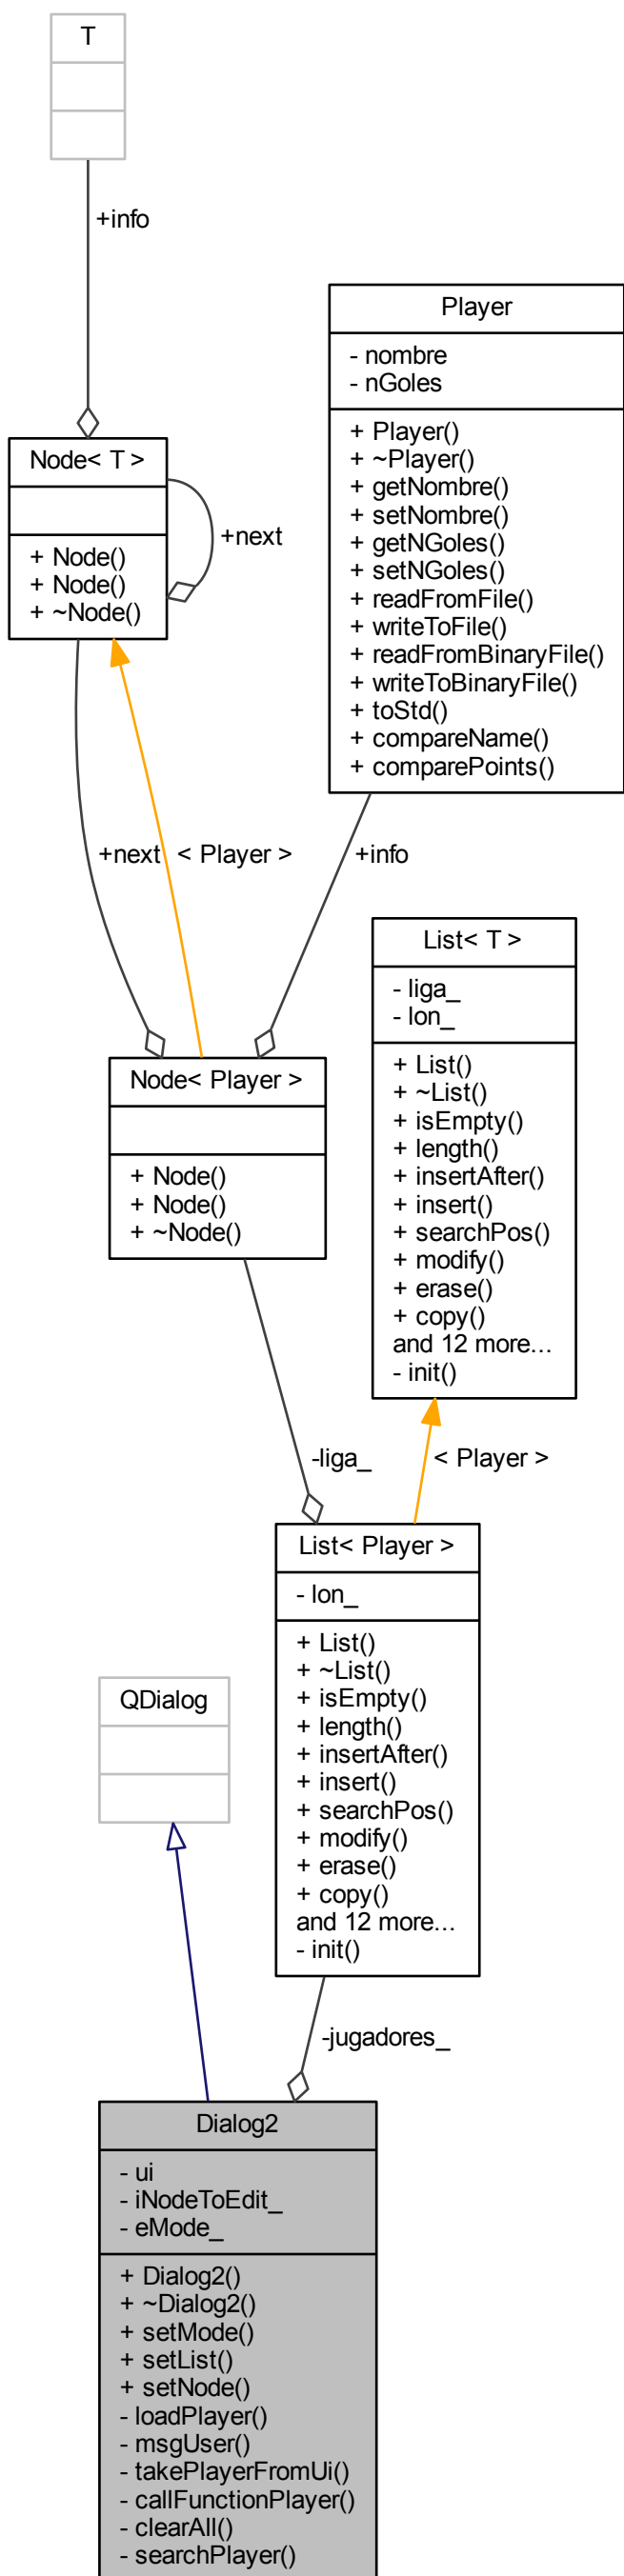 T
+info
Player
- nombre
- nGoles
+ Player()
+ ~Player()
+ getNombre()
+ setNombre()
+ getNGoles()
+ setNGoles()
+ readFromFile()
+ writeToFile()
+ readFromBinaryFile()
+ writeToBinaryFile()
+ toStd()
+ compareName()
+ comparePoints()
Node< T >
+ Node()
+ Node()
+ ~Node()
+next
+next
< Player >
+info
List< T >
- liga_
- lon_
+ List()
+ ~List()
+ isEmpty()
+ length()
+ insertAfter()
+ insert()
+ searchPos()
+ modify()
+ erase()
+ copy()
and 12 more...
- init()
Node< Player >
+ Node()
+ Node()
+ ~Node()
-liga_
< Player >
List< Player >
- lon_
+ List()
+ ~List()
+ isEmpty()
+ length()
+ insertAfter()
+ insert()
+ searchPos()
+ modify()
+ erase()
+ copy()
and 12 more...
- init()
QDialog
-jugadores_
Dialog2
- ui
- iNodeToEdit_
- eMode_
+ Dialog2()
+ ~Dialog2()
+ setMode()
+ setList()
+ setNode()
- loadPlayer()
- msgUser()
- takePlayerFromUi()
- callFunctionPlayer()
- clearAll()
- searchPlayer()